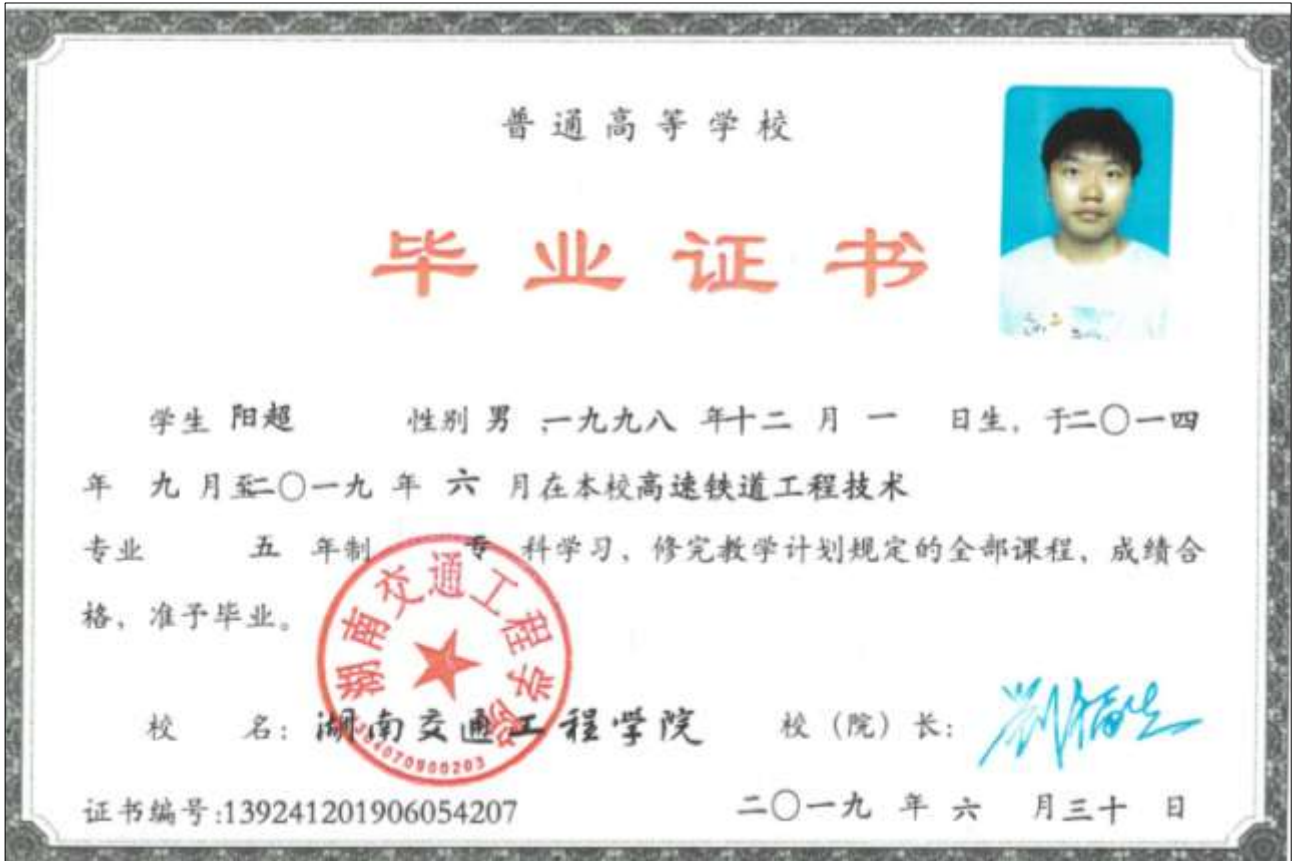 普通高等学校
毕业证书
学生 阳超 性别 男 ,一九九八 年十二 月 一 日生, 于二〇一四
年 九 月至二〇一九 年 六 月在本校高速铁道工程技术
专业 五 年制 专 科学习, 修完教学计划规定的全部课程, 成绩合
格, 准予毕业。
湖南交通工程学院
校 名: 湖南交通工程学院 校 (院) 长:
证书编号:139241201906054207 二〇一九 年 六 月三十 日